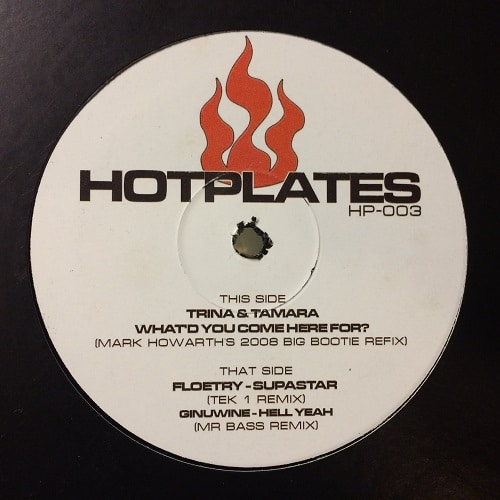 HOTPLATES
HP-003
THIS SIDE
TRINA & TAMARA
WHAT'D YOU COME HERE FOR?
(MARK HOWARTH'S 2008 BIG BOOTIE REFIX)
THAT SIDE
FLOETRY - SUPASTAR
(TEK 1 REMIX)
GINUWINE - HELL YEAH
(MR BASS REMIX)